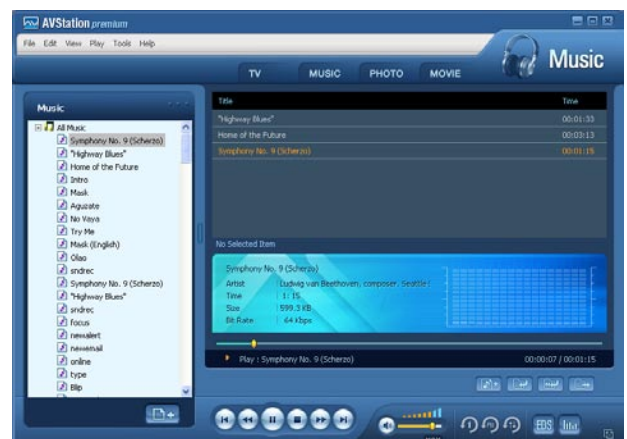 AVStation premium
File Edit View Play Tools Help
Music
TV MUSIC PHOTO MOVIE
Music
All Music
Symphony No. 9 (Scherzo)
"Highway Blues"
Home of the Future
Intro
Mask
Aguzate
No Vaya
Try Me
Mask (English)
Olao
sndrec
Symphony No. 9 (Scherzo)
"Highway Blues"
sndrec
focus
newalert
newemail
online
type
Blip
Title Time
"Highway Blues" 00:01:33
Home of the Future 00:03:13
Symphony No. 9 (Scherzo) 00:01:15
No Selected Item
Symphony No. 9 (Scherzo)
Artist Ludwig van Beethoven, composer. Seattle
Time 1: 15
Size 599.3 KB
Bit Rate 64 Kbps
Play : Symphony No. 9 (Scherzo) 00:00:07 / 00:01:15
EDS